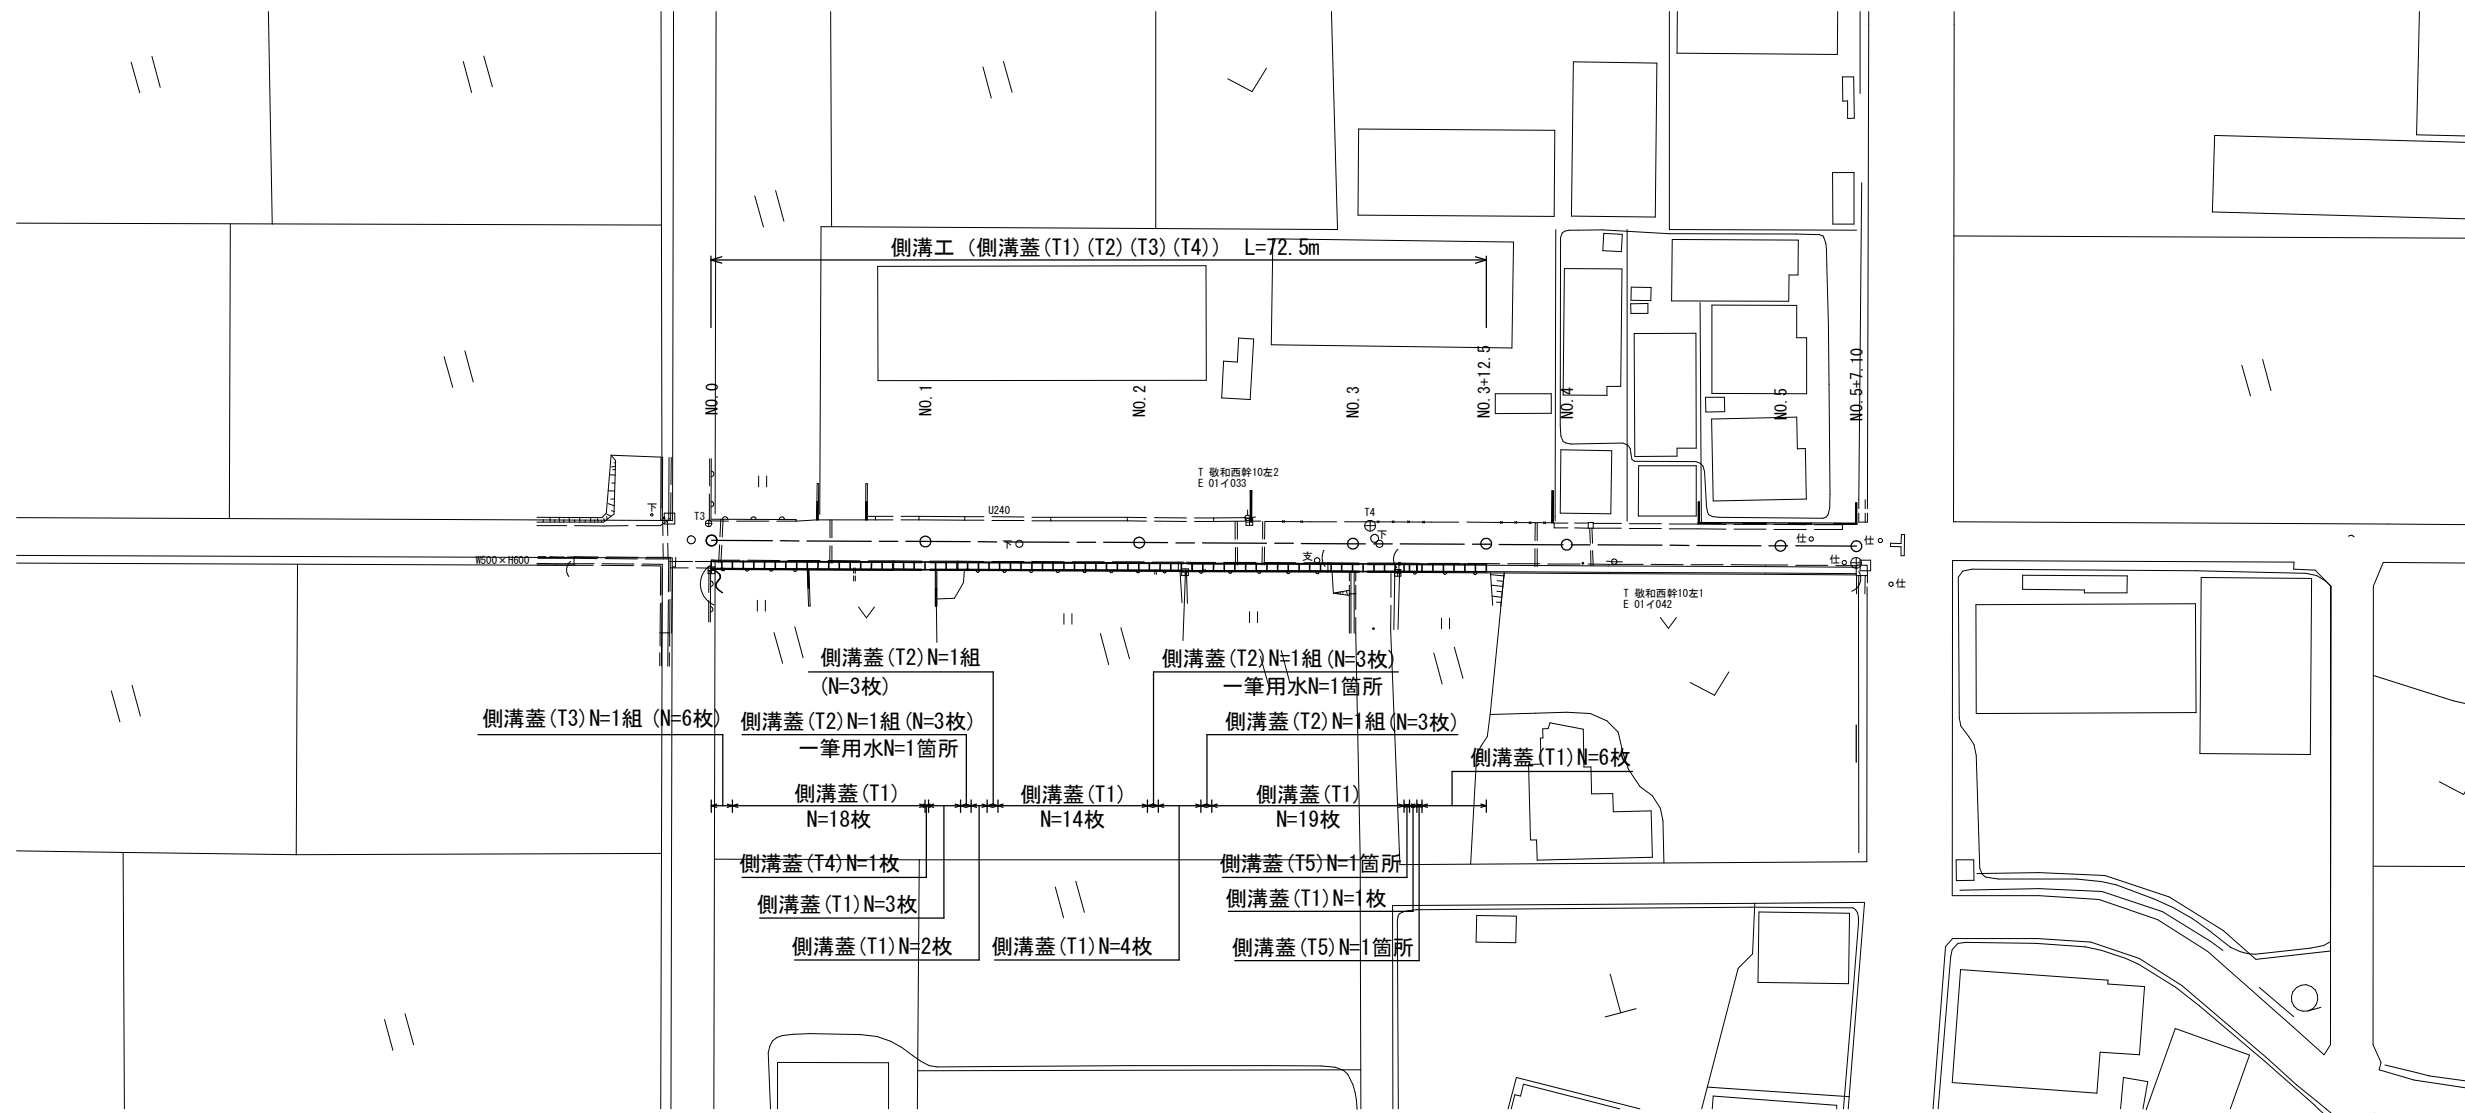 側溝工 (側溝蓋(T1)(T2)(T3)(T4)) L=72.5m
NO.0
NO.1
NO.2
NO.3
NO.3+12.5
NO.4
NO.5
NO.5+7.10
T 敬和西幹10左2
E 01イ033
T3
U240
T4
下
下
下
支
仕
仕
仕
仕
W500×H600
T 敬和西幹10左1
E 01イ042
側溝蓋(T2)N=1組
(N=3枚)
側溝蓋(T2)N=1組(N=3枚)
一筆用水N=1箇所
側溝蓋(T3)N=1組(N=6枚)
側溝蓋(T2)N=1組(N=3枚)
一筆用水N=1箇所
側溝蓋(T2)N=1組(N=3枚)
側溝蓋(T1)N=6枚
側溝蓋(T1)
N=18枚
側溝蓋(T1)
N=14枚
側溝蓋(T1)
N=19枚
側溝蓋(T4)N=1枚
側溝蓋(T5)N=1箇所
側溝蓋(T1)N=3枚
側溝蓋(T1)N=1枚
側溝蓋(T1)N=2枚
側溝蓋(T1)N=4枚
側溝蓋(T5)N=1箇所